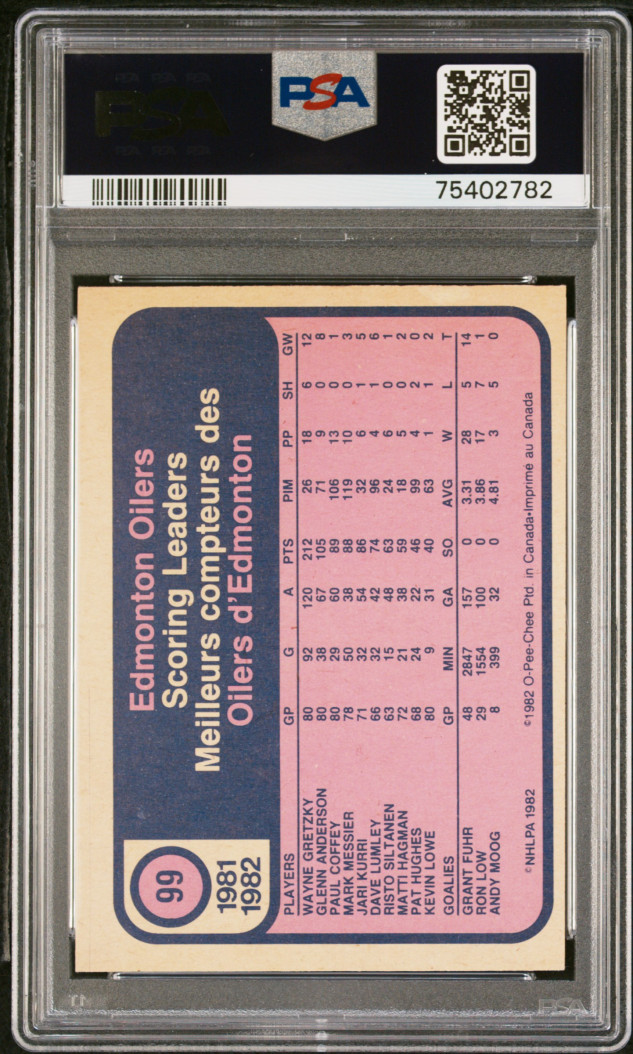 PSA
PSA
75402782
99
1981
1982
Edmonton Oilers
Scoring Leaders
Meilleurs compteurs des
Oilers d'Edmonton
PLAYERS GP G A PTS PIM PP SH GW
WAYNE GRETZKY 80 92 120 212 26 18 6 12
GLENN ANDERSON 80 38 67 105 71 9 0 8
PAUL COFFEY 80 29 60 89 106 13 0 1
MARK MESSIER 78 50 38 88 119 10 0 3
JARI KURRI 71 32 54 86 32 6 1 5
DAVE LUMLEY 66 32 42 74 96 4 1 6
RISTO SILTANEN 63 15 48 63 24 6 0 1
MATTI HAGMAN 72 21 38 59 18 5 0 2
PAT HUGHES 68 24 22 46 99 4 2 0
KEVIN LOWE 80 9 31 40 63 1 1 2
GOALIES GP MIN GA SO AVG W L T
GRANT FUHR 48 2847 157 0 3.31 28 5 14
RON LOW 29 1554 100 0 3.86 17 7 1
ANDY MOOG 8 399 32 0 4.81 3 5 0
©NHLPA 1982 ©1982 O-Pee-Chee Ptd. in Canada•Imprimé au Canada
PSA